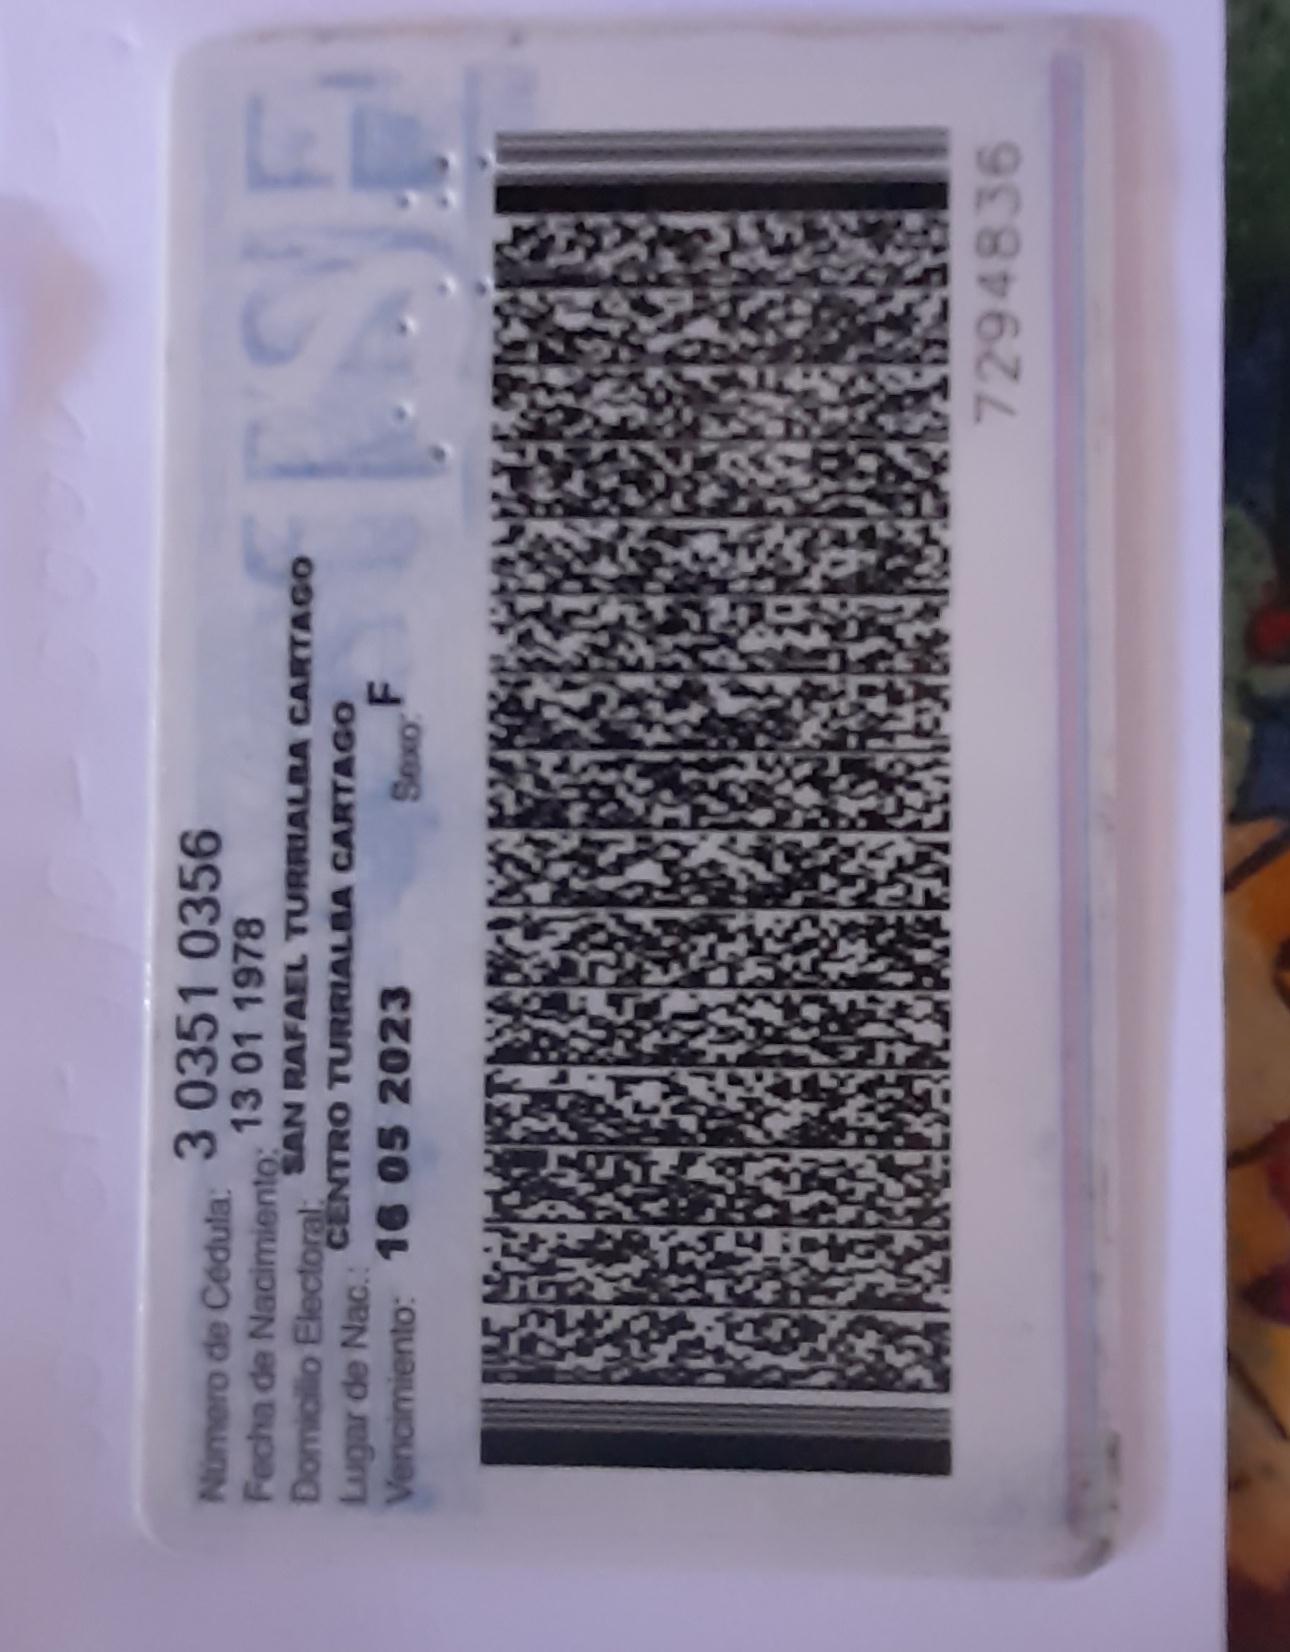 Número de Cédula: 3 0351 0356
Fecha de Nacimiento: 13 01 1978
Domicilio Electoral: SAN RAFAEL TURRIALBA CARTAGO
Lugar de Nac.: CENTRO TURRIALBA CARTAGO
Vencimiento: 16 05 2023 Sexo: F
72948836